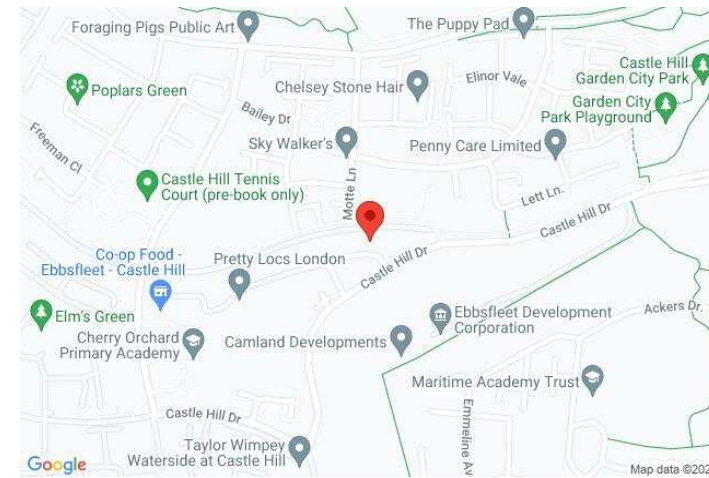 Foraging Pigs Public Art
The Puppy Pad
Castle Hill
Garden City Park
Poplars Green
Chelsey Stone Hair
Elinor Vale
Garden City
Park Playground
Bailey Dr
Freeman Cl
Sky Walker's
Penny Care Limited
Castle Hill Tennis
Court (pre-book only)
Motte Ln
Lett Ln.
Castle Hill Dr
Co-op Food -
Ebbsfleet - Castle Hill
Pretty Locs London
Castle Hill Dr
Elm's Green
Cherry Orchard
Primary Academy
Camland Developments
Ebbsfleet Development
Corporation
Ackers Dr.
Maritime Academy Trust
Emmeline Av
Castle Hill Dr
Taylor Wimpey
Waterside at Castle Hill
Google
Map data ©202